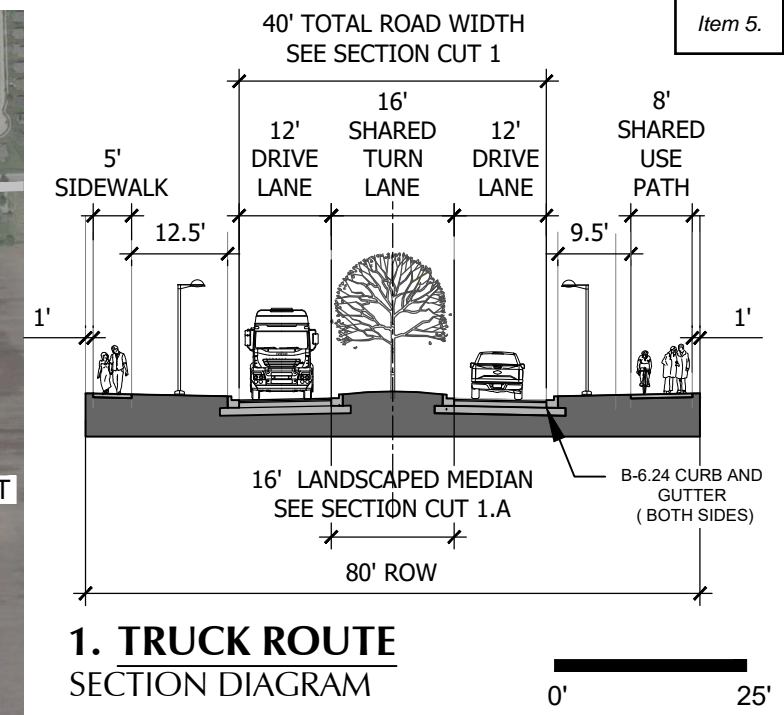 Item 5.
40' TOTAL ROAD WIDTH
SEE SECTION CUT 1
5'
SIDEWALK
12'
DRIVE
LANE
16'
SHARED
TURN
LANE
12'
DRIVE
LANE
8'
SHARED
USE
PATH
12.5'
9.5'
1'
1'
T
16' LANDSCAPED MEDIAN
SEE SECTION CUT 1.A
B-6.24 CURB AND
GUTTER
( BOTH SIDES)
80' ROW
1. TRUCK ROUTE
SECTION DIAGRAM
0' 25'